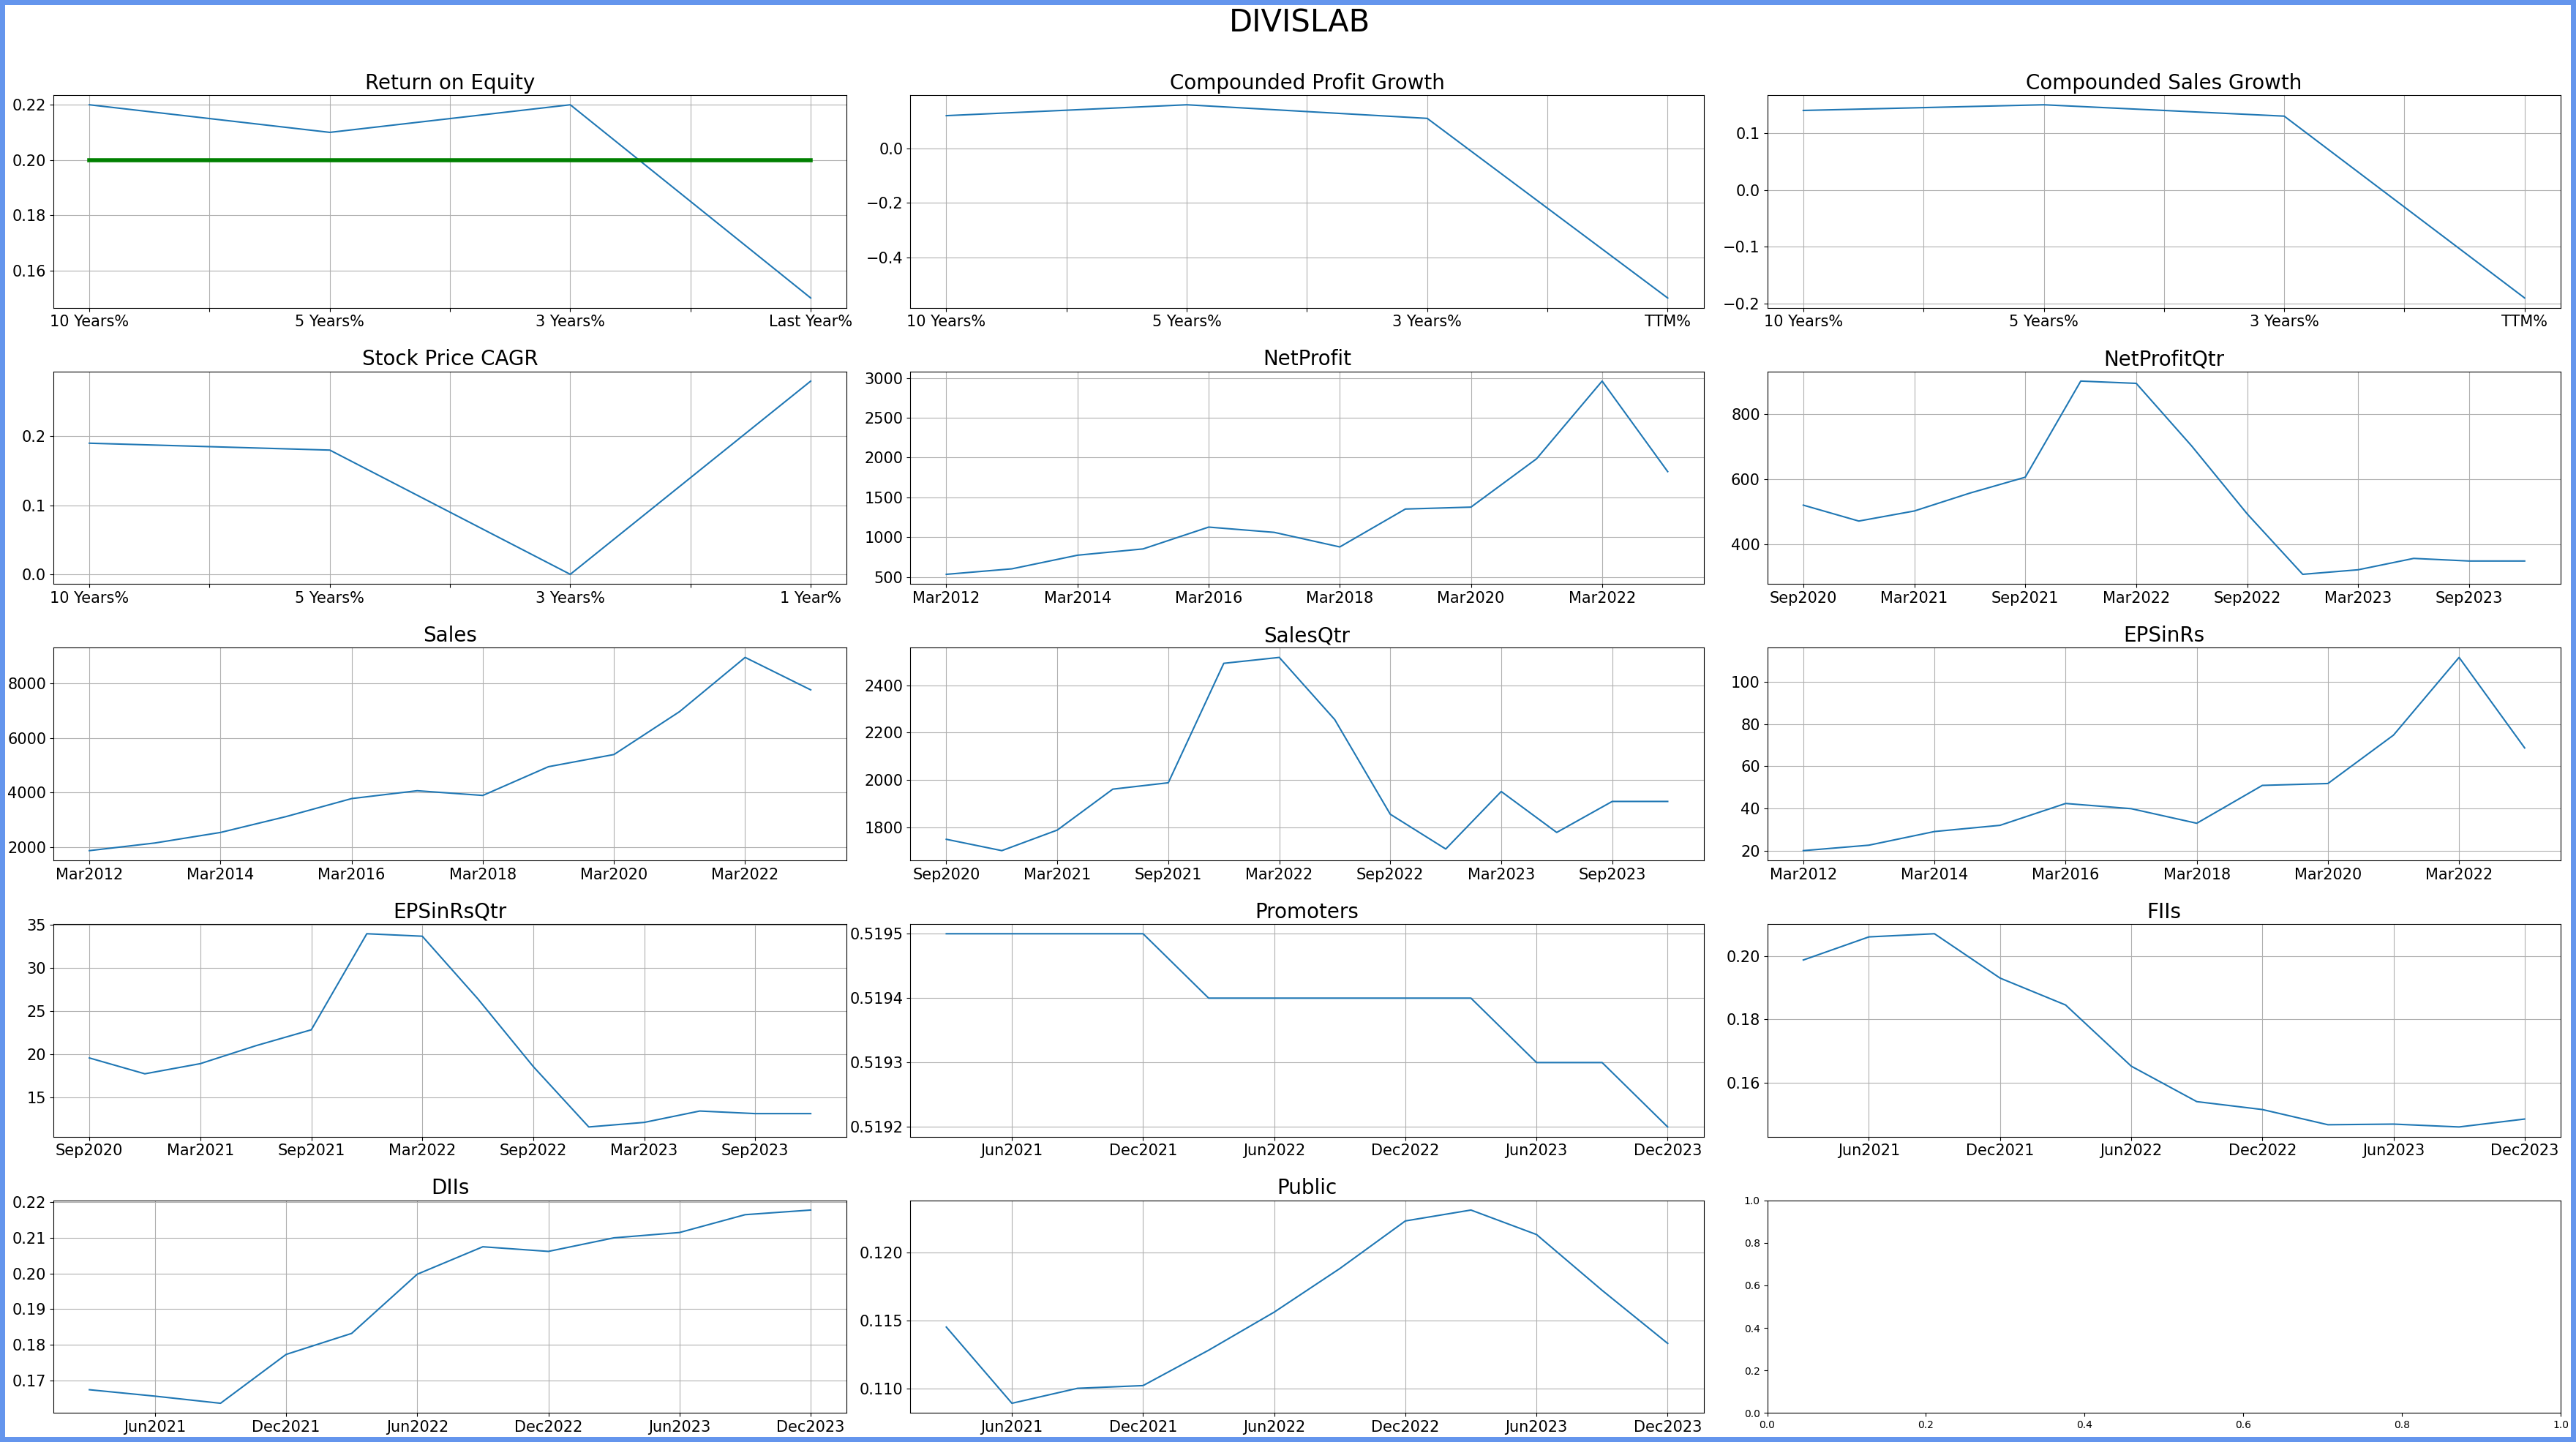 DIVISLAB
Return on Equity
0.22
0.20
0.18
0.16
10 Years% 5 Years% 3 Years% Last Year%
Compounded Profit Growth
0.0
−0.2
−0.4
10 Years% 5 Years% 3 Years% TTM%
Compounded Sales Growth
0.1
0.0
−0.1
−0.2
10 Years% 5 Years% 3 Years% TTM%
Stock Price CAGR
0.2
0.1
0.0
10 Years% 5 Years% 3 Years% 1 Year%
NetProfit
3000
2500
2000
1500
1000
500
Mar2012 Mar2014 Mar2016 Mar2018 Mar2020 Mar2022
NetProfitQtr
800
600
400
Sep2020 Mar2021 Sep2021 Mar2022 Sep2022 Mar2023 Sep2023
Sales
8000
6000
4000
2000
Mar2012 Mar2014 Mar2016 Mar2018 Mar2020 Mar2022
SalesQtr
2400
2200
2000
1800
Sep2020 Mar2021 Sep2021 Mar2022 Sep2022 Mar2023 Sep2023
EPSinRs
100
80
60
40
20
Mar2012 Mar2014 Mar2016 Mar2018 Mar2020 Mar2022
EPSinRsQtr
35
30
25
20
15
Sep2020 Mar2021 Sep2021 Mar2022 Sep2022 Mar2023 Sep2023
Promoters
0.5195
0.5194
0.5193
0.5192
Jun2021 Dec2021 Jun2022 Dec2022 Jun2023 Dec2023
FIIs
0.20
0.18
0.16
Jun2021 Dec2021 Jun2022 Dec2022 Jun2023 Dec2023
DIIs
0.22
0.21
0.20
0.19
0.18
0.17
Jun2021 Dec2021 Jun2022 Dec2022 Jun2023 Dec2023
Public
0.120
0.115
0.110
Jun2021 Dec2021 Jun2022 Dec2022 Jun2023 Dec2023
1.0
0.8
0.6
0.4
0.2
0.0
0.0 0.2 0.4 0.6 0.8 1.0